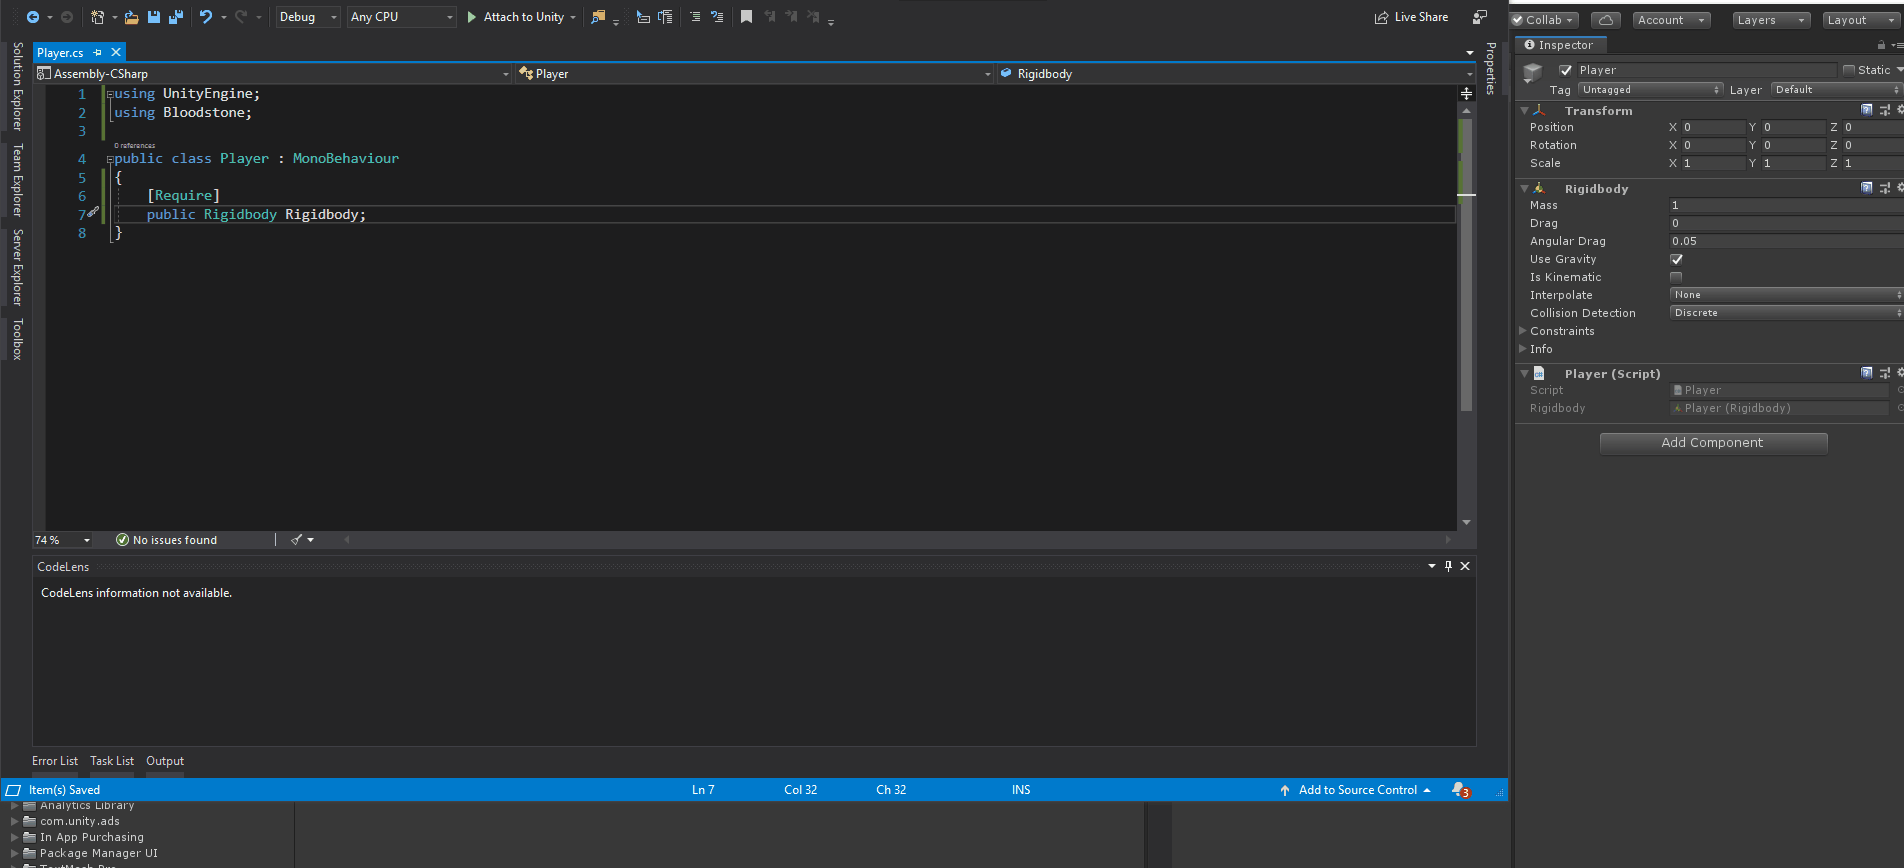 Debug
Any CPU
Attach to Unity
Live Share
Collab
Account
Layers
Layout
Solution Explorer
Team Explorer
Server Explorer
Toolbox
Player.cs
Properties
Assembly-CSharp
Player
Rigidbody
1 using UnityEngine;
2 using Bloodstone;
3
0 references
4 public class Player : MonoBehaviour
5 {
6 [Require]
7 public Rigidbody Rigidbody;
8 }
74 %
No issues found
CodeLens
CodeLens information not available.
Error List Task List Output
Item(s) Saved
Ln 7
Col 32
Ch 32
INS
Add to Source Control
3
Analytics Library
com.unity.ads
In App Purchasing
Package Manager UI
Inspector
Player
Static
Tag Untagged Layer Default
Transform
Position X 0 Y 0 Z 0
Rotation X 0 Y 0 Z 0
Scale X 1 Y 1 Z 1
Rigidbody
Mass 1
Drag 0
Angular Drag 0.05
Use Gravity
Is Kinematic
Interpolate None
Collision Detection Discrete
Constraints
Info
Player (Script)
Script Player
Rigidbody Player (Rigidbody)
Add Component